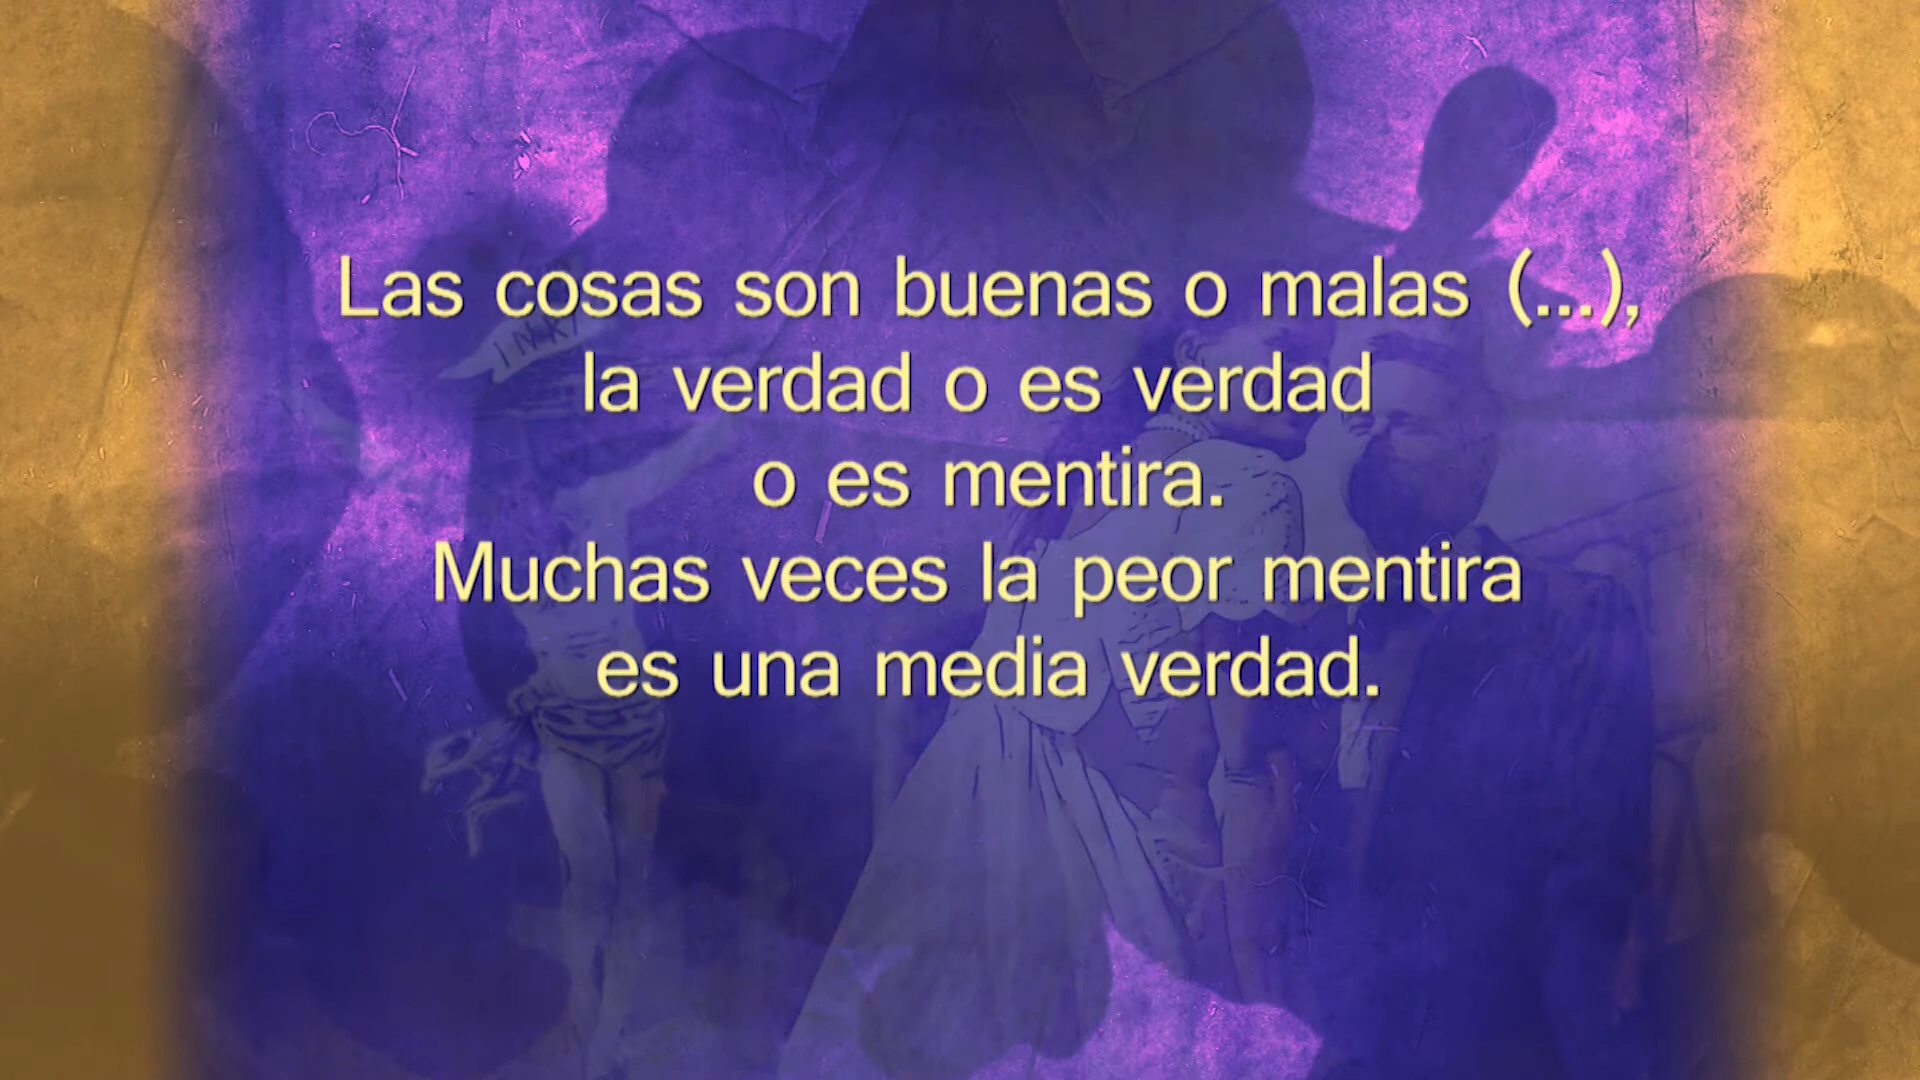 Las cosas son buenas o malas (...),
la verdad o es verdad
o es mentira.
Muchas veces la peor mentira
es una media verdad.